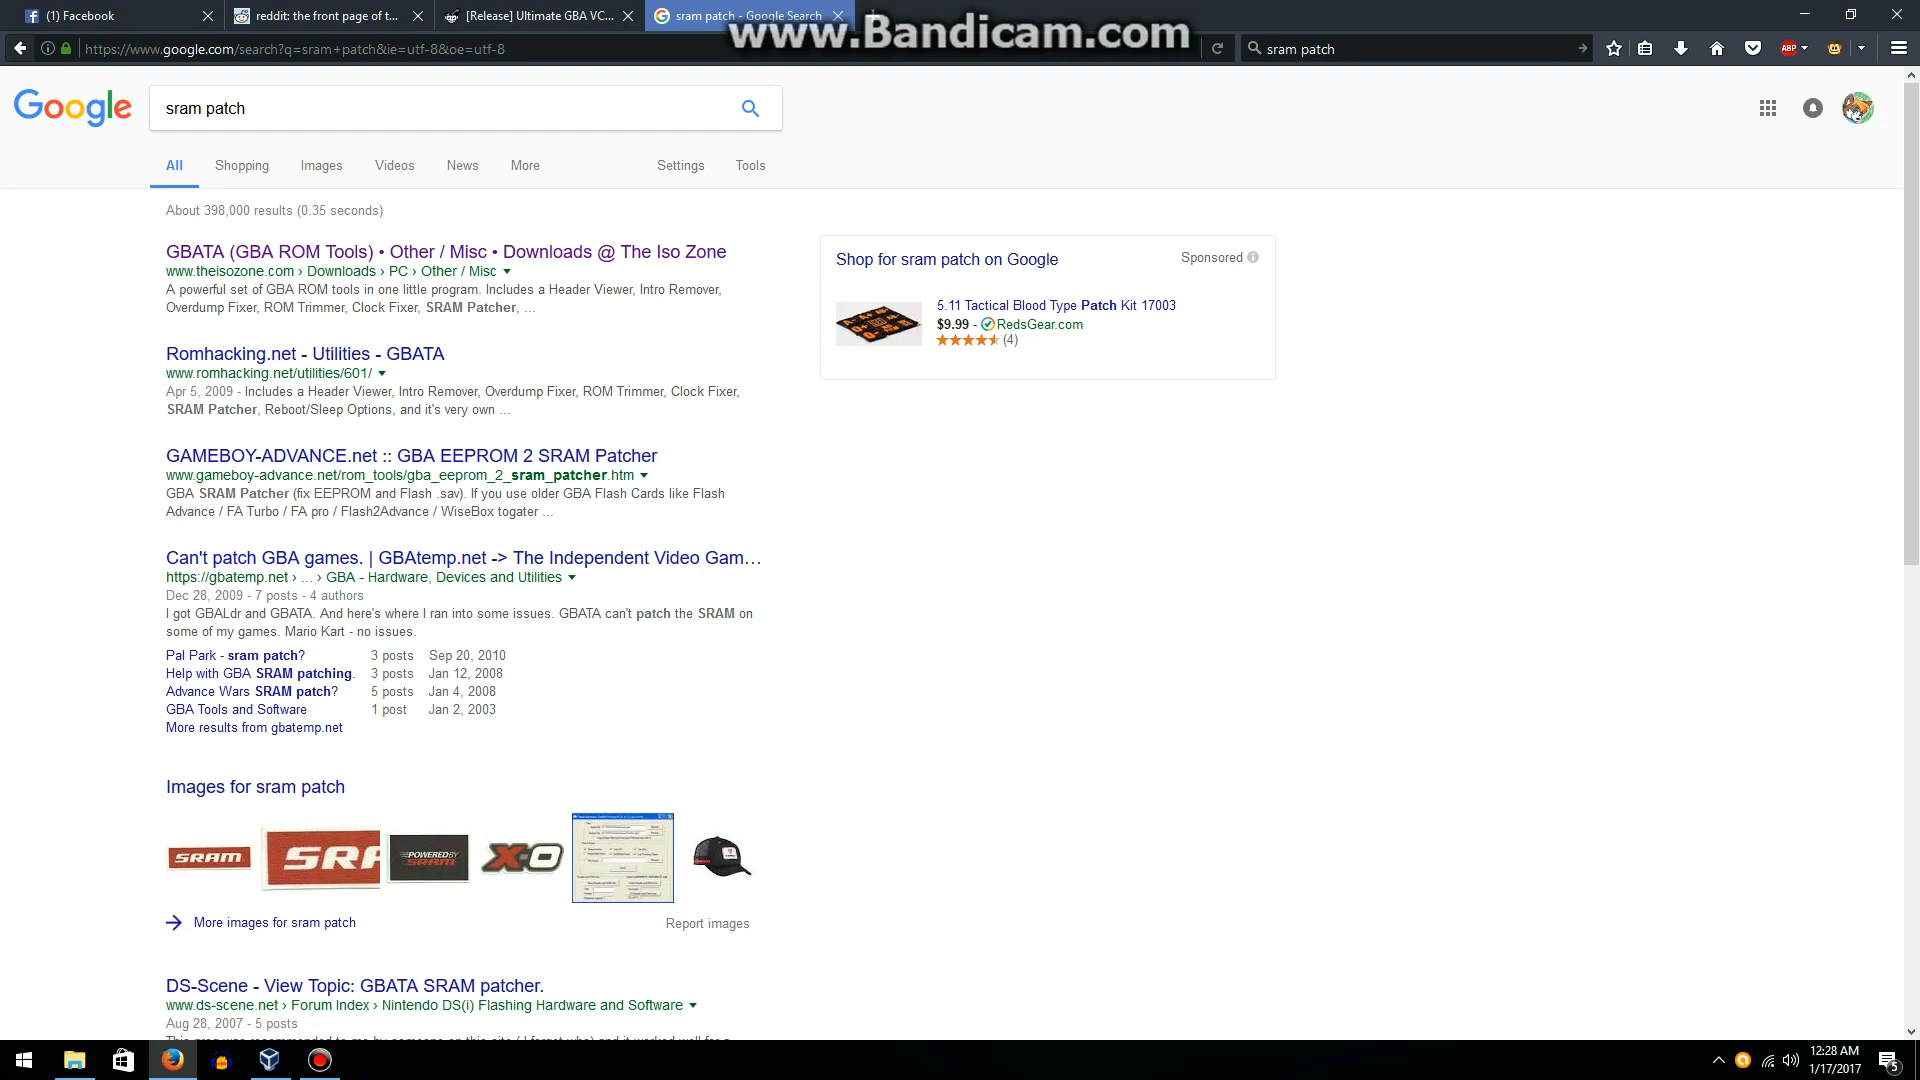 (1) Facebook
reddit: the front page of t...
[Release] Ultimate GBA VC...
sram patch - Google Search
www.Bandicam.com
https://www.google.com/search?q=sram+patch&ie=utf-8&oe=utf-8
sram patch
ABP
Google
sram patch
All
Shopping
Images
Videos
News
More
Settings
Tools
About 398,000 results (0.35 seconds)
GBATA (GBA ROM Tools) • Other / Misc • Downloads @ The Iso Zone
www.theisozone.com › Downloads › PC › Other / Misc
A powerful set of GBA ROM tools in one little program. Includes a Header Viewer, Intro Remover,
Overdump Fixer, ROM Trimmer, Clock Fixer, SRAM Patcher, ...
Romhacking.net - Utilities - GBATA
www.romhacking.net/utilities/601/
Apr 5, 2009 - Includes a Header Viewer, Intro Remover, Overdump Fixer, ROM Trimmer, Clock Fixer,
SRAM Patcher, Reboot/Sleep Options, and it's very own ...
GAMEBOY-ADVANCE.net :: GBA EEPROM 2 SRAM Patcher
www.gameboy-advance.net/rom_tools/gba_eeprom_2_sram_patcher.htm
GBA SRAM Patcher (fix EEPROM and Flash .sav). If you use older GBA Flash Cards like Flash
Advance / FA Turbo / FA pro / Flash2Advance / WiseBox togater ...
Can't patch GBA games. | GBAtemp.net -> The Independent Video Gam...
https://gbatemp.net › ... › GBA - Hardware, Devices and Utilities
Dec 28, 2009 - 7 posts - 4 authors
I got GBALdr and GBATA. And here's where I ran into some issues. GBATA can't patch the SRAM on
some of my games. Mario Kart - no issues.
Pal Park - sram patch? 3 posts Sep 20, 2010
Help with GBA SRAM patching. 3 posts Jan 12, 2008
Advance Wars SRAM patch? 5 posts Jan 4, 2008
GBA Tools and Software 1 post Jan 2, 2003
More results from gbatemp.net
Images for sram patch
SRAM
SRA
POWERED BY
SRAM
X-O
More images for sram patch
Report images
DS-Scene - View Topic: GBATA SRAM patcher.
www.ds-scene.net › Forum Index › Nintendo DS(i) Flashing Hardware and Software
Aug 28, 2007 - 5 posts
Shop for sram patch on Google
Sponsored
5.11 Tactical Blood Type Patch Kit 17003
$9.99 - RedsGear.com
(4)
12:28 AM
1/17/2017
5